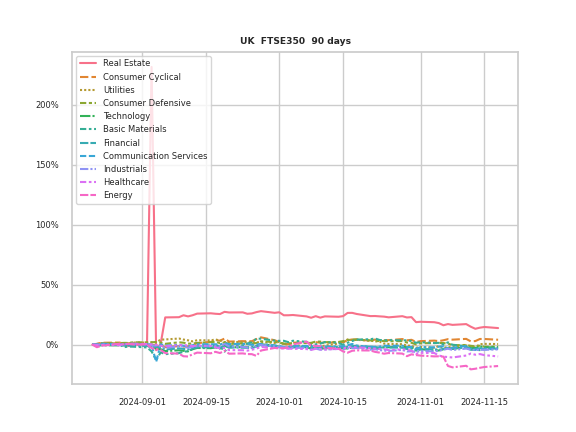 UK  FTSE350  90 days
Real Estate
Consumer Cyclical
Utilities
Consumer Defensive
Technology
Basic Materials
Financial
Communication Services
Industrials
Healthcare
Energy
200%
150%
100%
50%
0%
2024-09-01 2024-09-15 2024-10-01 2024-10-15 2024-11-01 2024-11-15